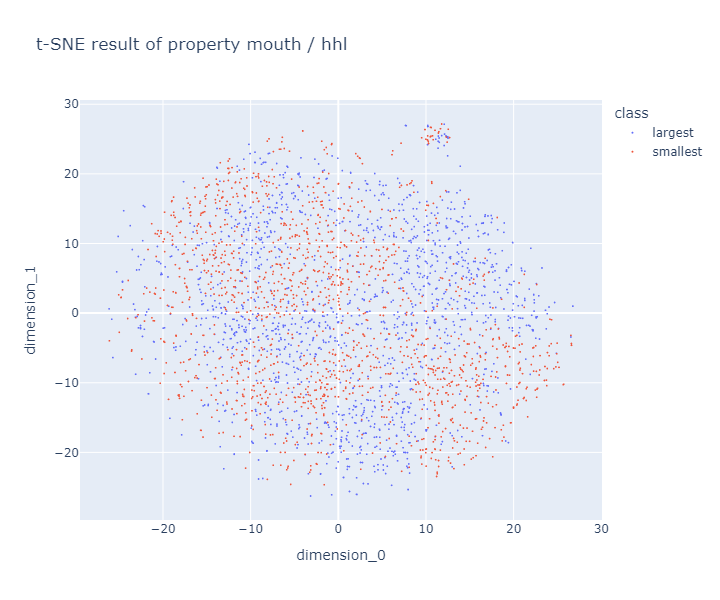 t-SNE result of property mouth / hhl
class
largest
smallest
30
20
10
0
−10
−20
dimension_1
−20
−10
0
10
20
30
dimension_0